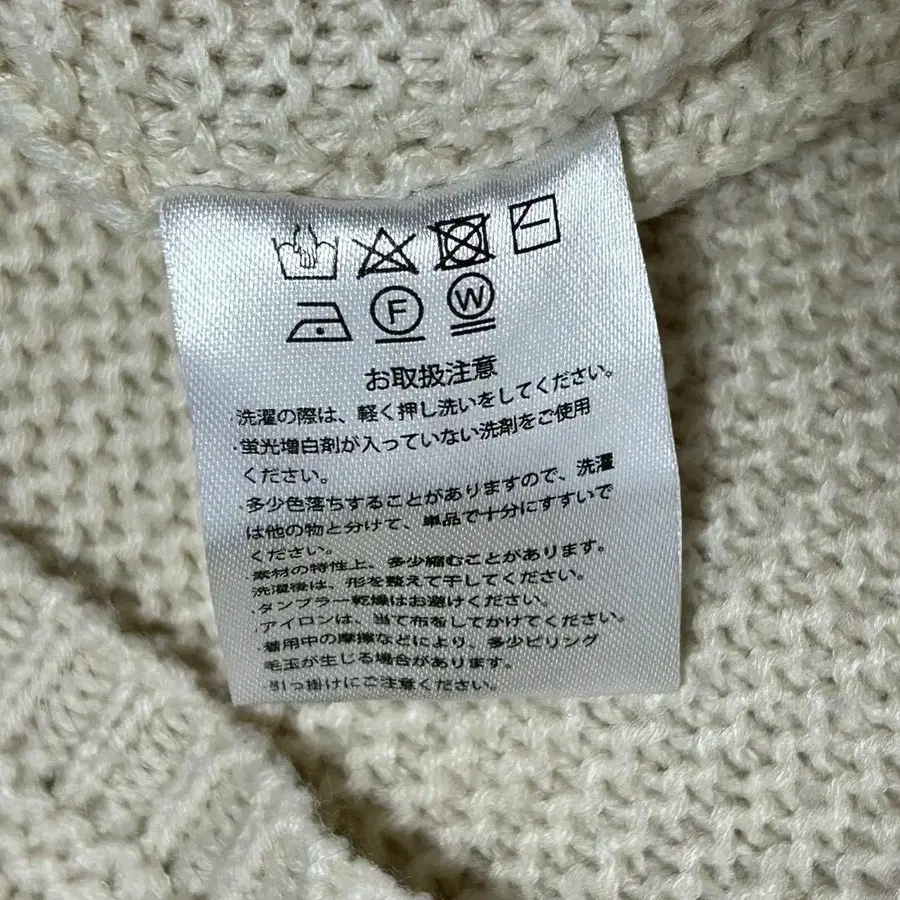 F W
お取扱注意
・洗濯の際は、軽く押し洗いをしてください。
・蛍光増白剤が入っていない洗剤をご使用
ください。
・多少色落ちすることがありますので、洗濯
は他の物と分けて、単品で十分にすすいで
ください。
素材の特性上、多少縮むことがあります。
洗濯後は、形を整えて干してください。
・タンブラー乾燥はお避けください。
・アイロンは、当て布をしてかけてください。
・着用中の摩擦などにより、多少ピリング
毛玉が生じる場合があります。
・引っ掛けにご注意ください。